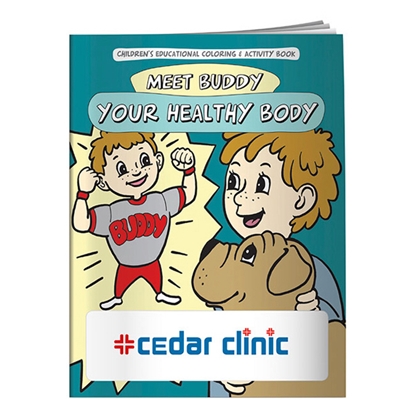 CHILDREN'S EDUCATIONAL COLORING & ACTIVITY BOOK
MEET BUDDY
YOUR HEALTHY BODY
BUDDY
cedar clinic